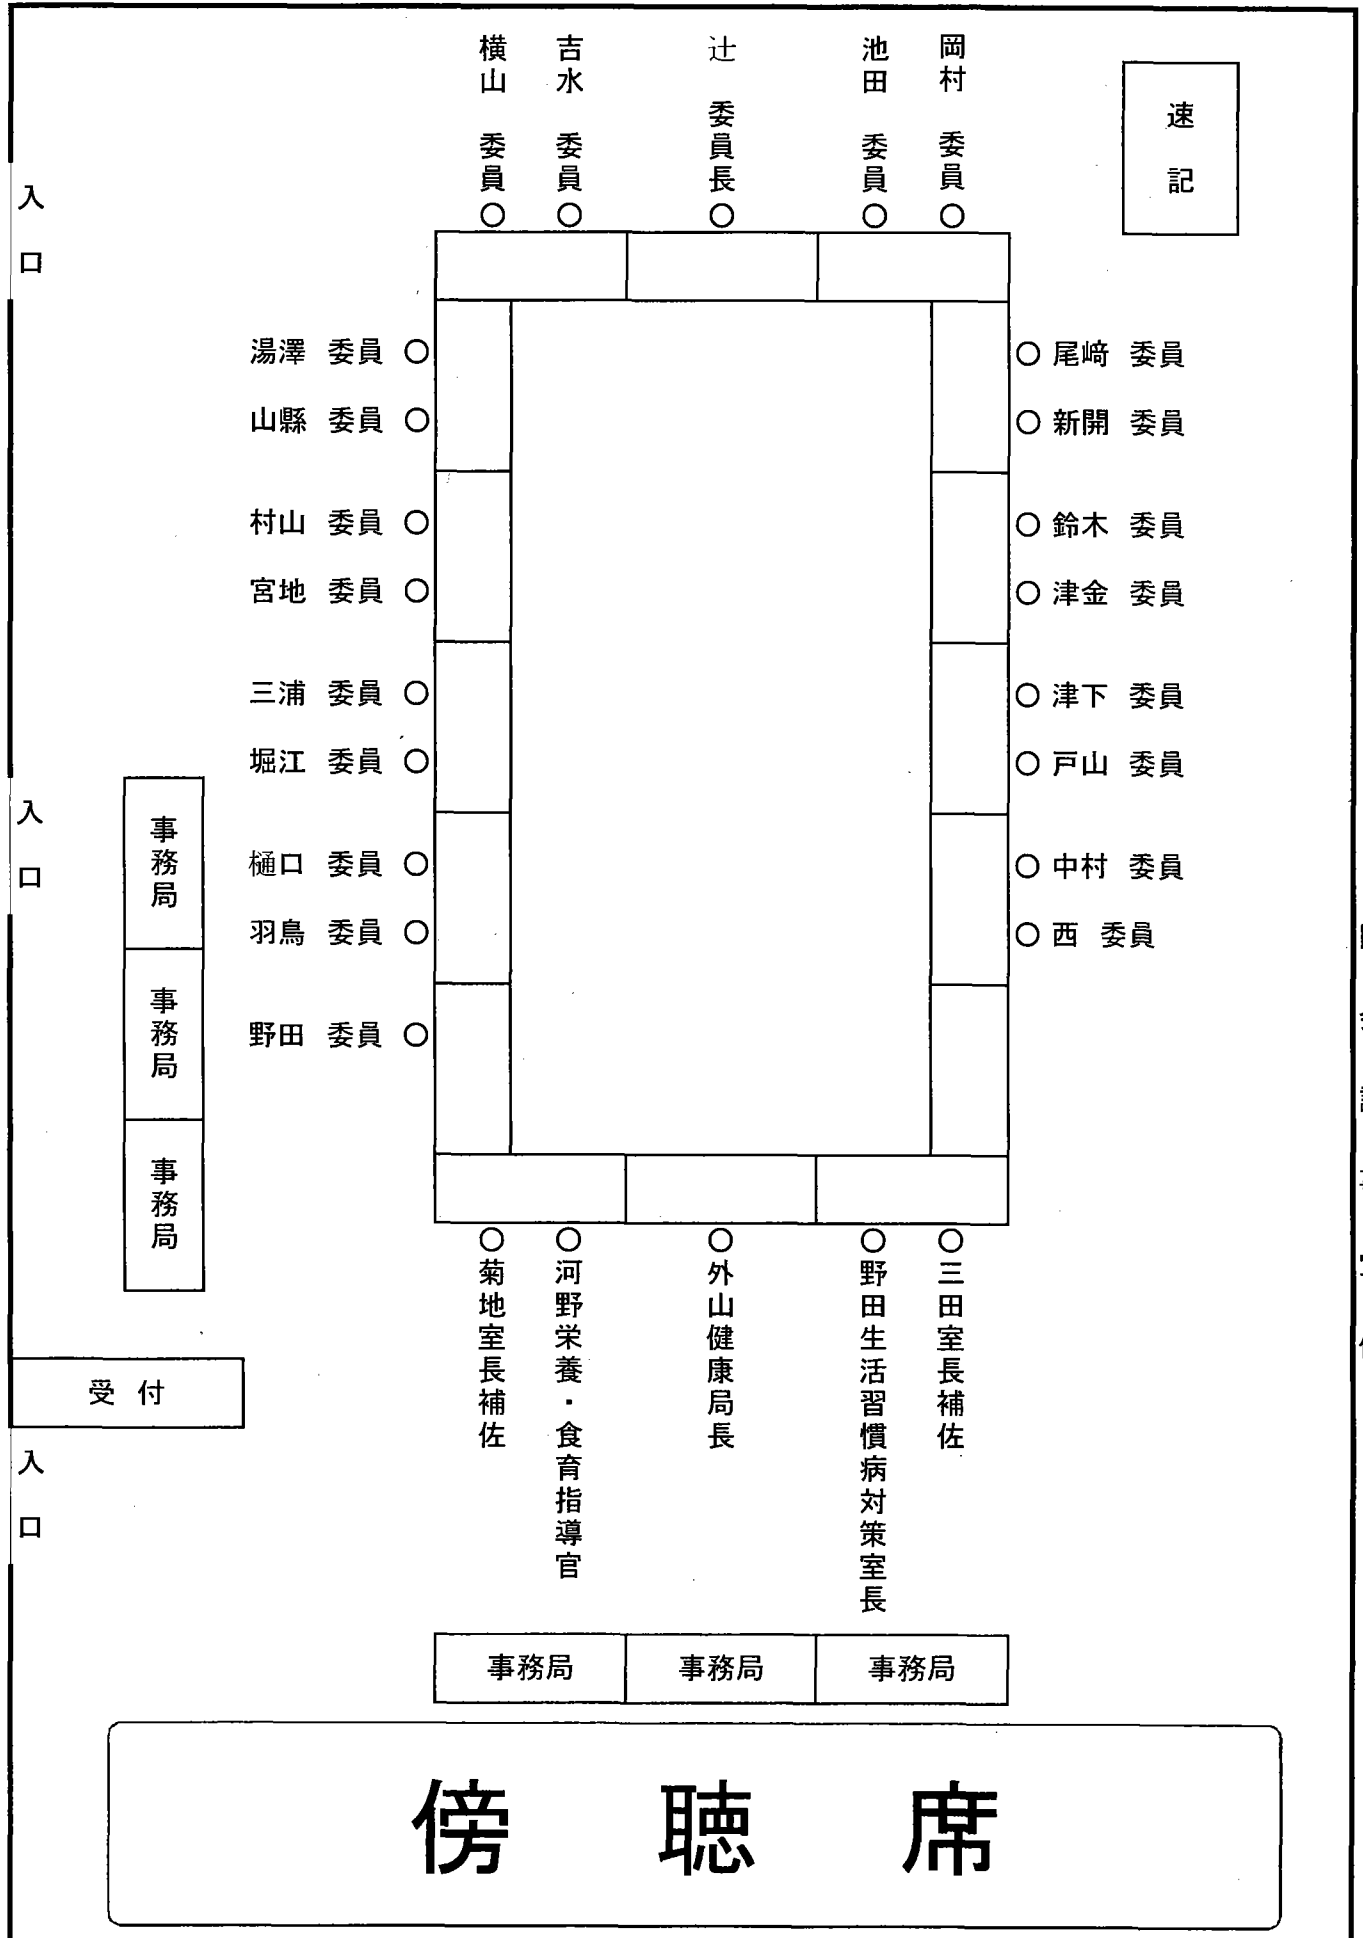 横山 委員
吉水 委員
辻 委員長
池田 委員
岡村 委員
速記
入口
湯澤 委員
尾﨑 委員
山縣 委員
新開 委員
村山 委員
鈴木 委員
宮地 委員
津金 委員
三浦 委員
津下 委員
堀江 委員
戸山 委員
入口
事務局
樋口 委員
中村 委員
羽鳥 委員
西 委員
事務局
野田 委員
事務局
菊地室長補佐
河野栄養・食育指導官
外山健康局長
野田生活習慣病対策室長
三田室長補佐
受付
入口
事務局
事務局
事務局
傍聴席